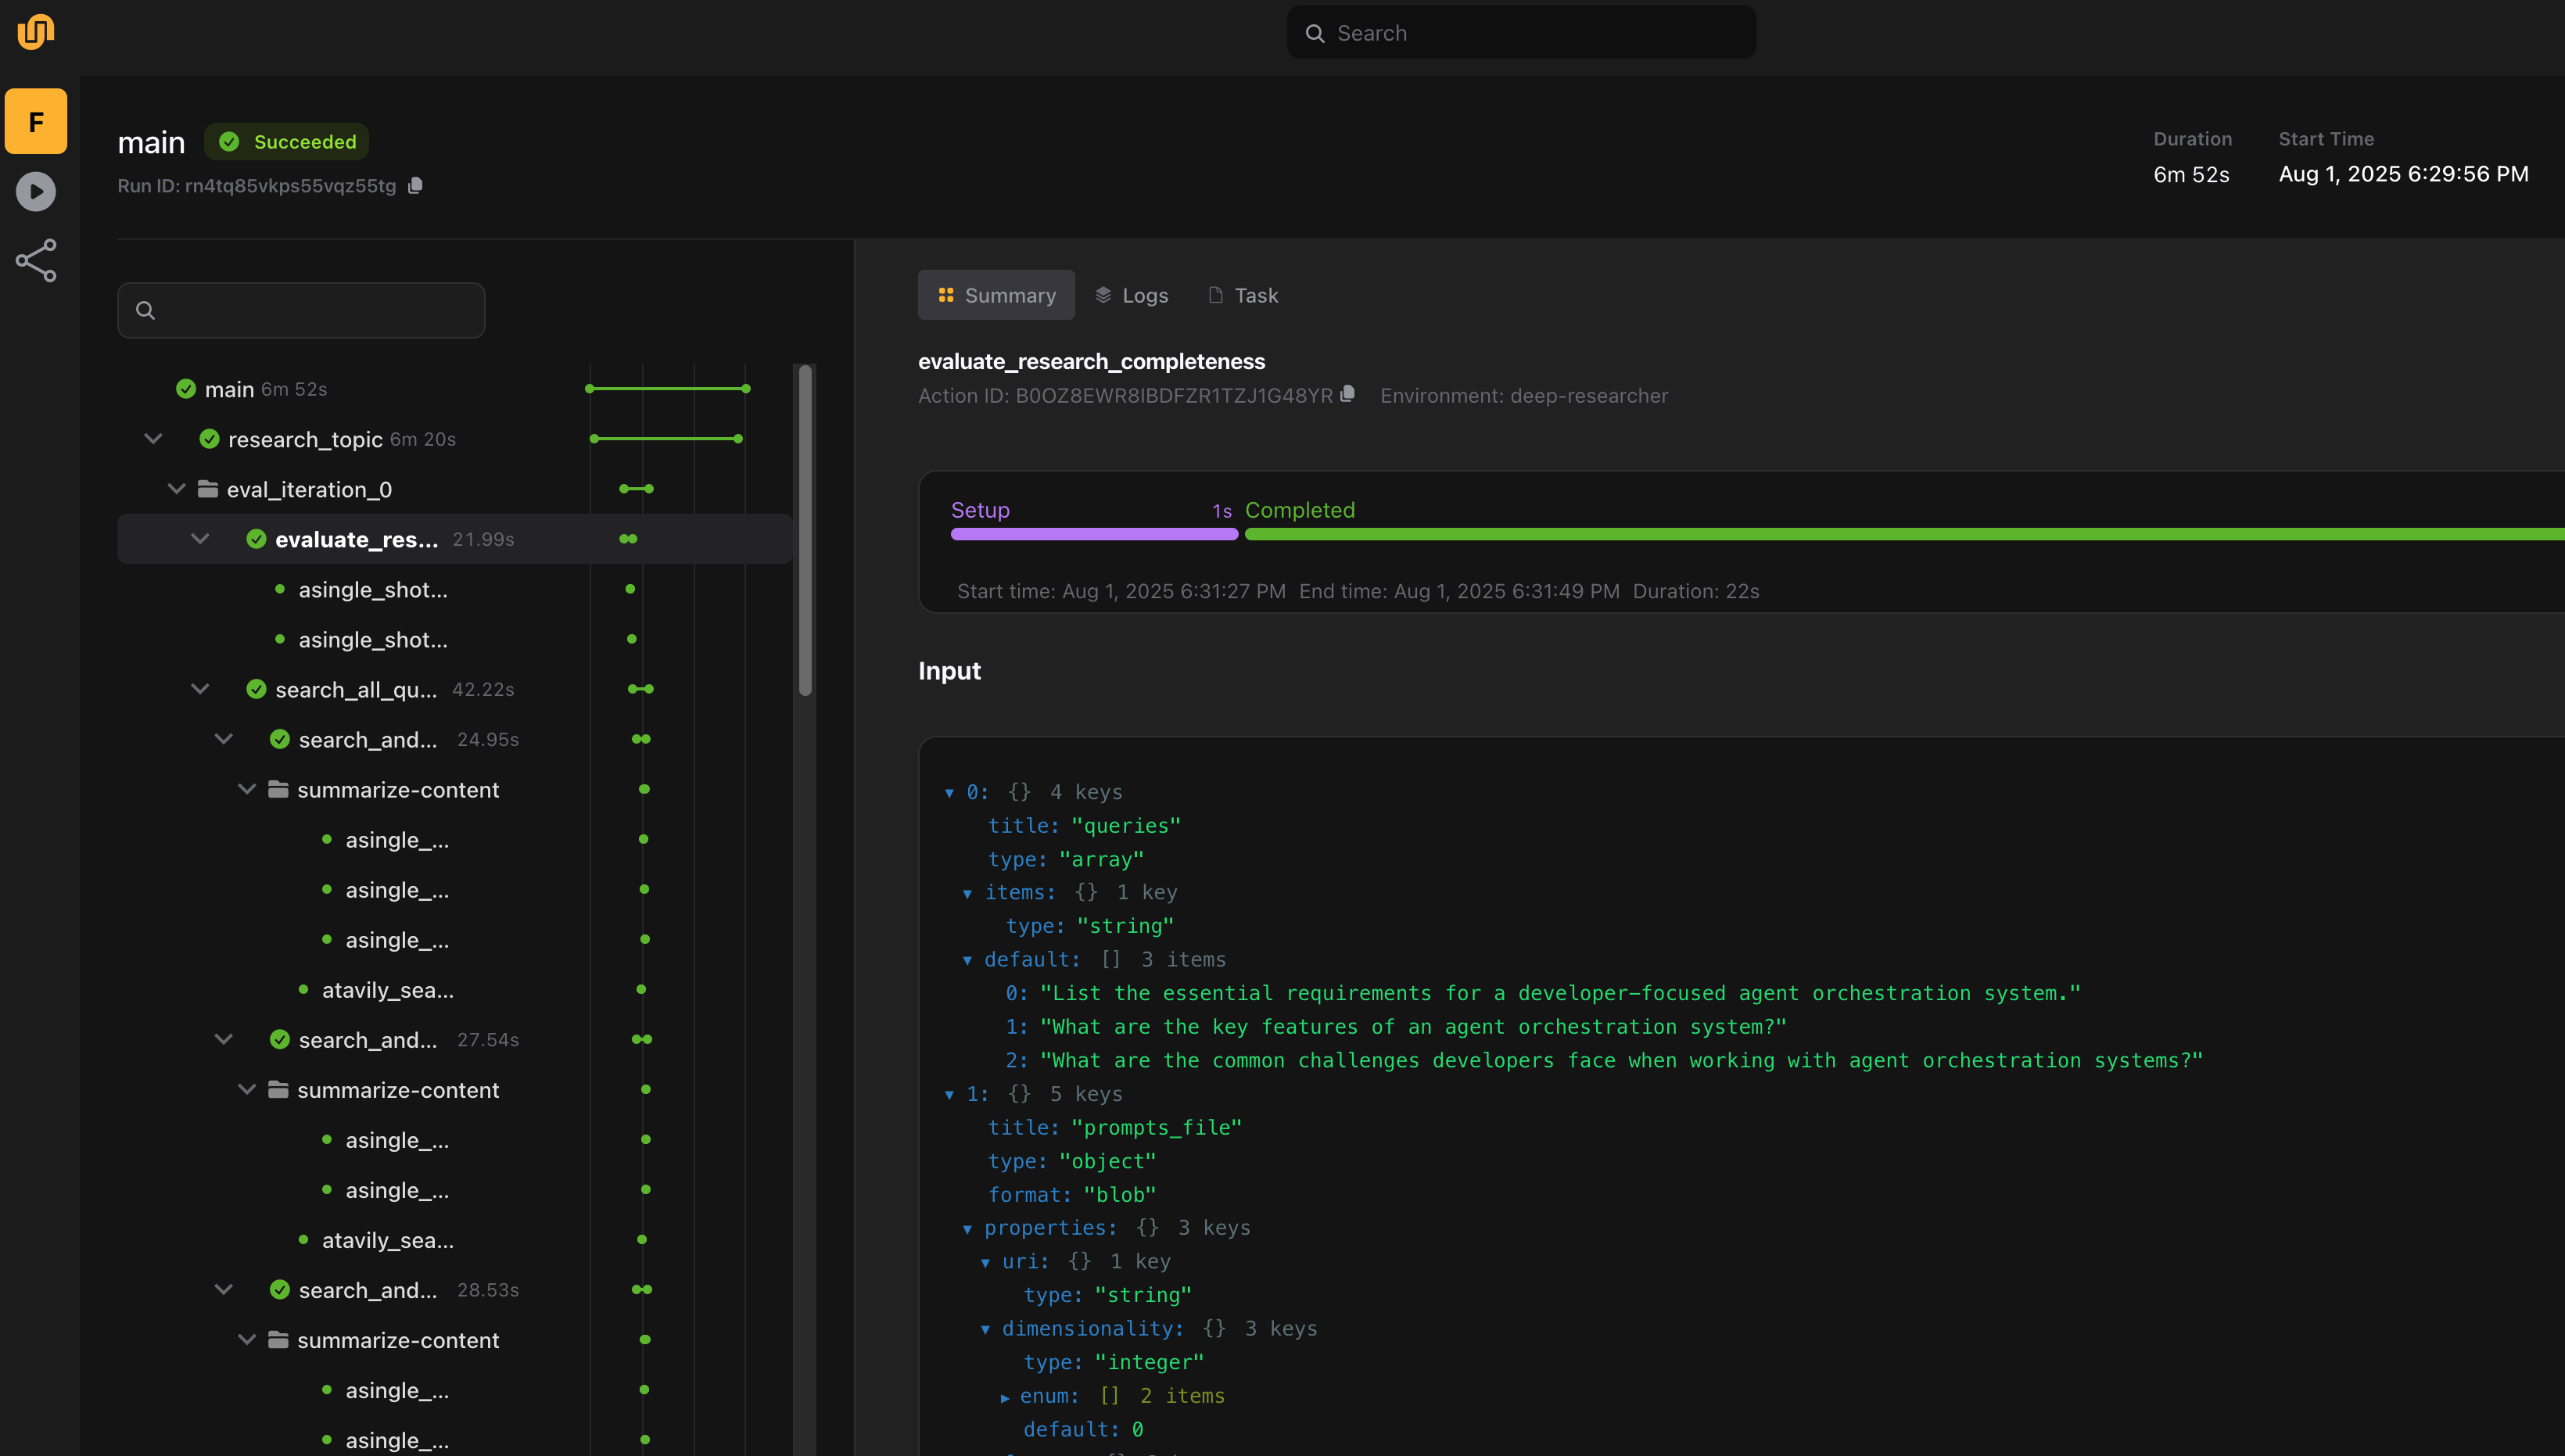 Search
F
main Succeeded
Run ID: rn4tq85vkps55vqz55tg
Duration
6m 52s
Start Time
Aug 1, 2025 6:29:56 PM
main 6m 52s
research_topic 6m 20s
eval_iteration_0
evaluate_res... 21.99s
asingle_shot...
asingle_shot...
search_all_qu... 42.22s
search_and... 24.95s
summarize-content
asingle_...
asingle_...
asingle_...
atavily_sea...
search_and... 27.54s
summarize-content
asingle_...
asingle_...
atavily_sea...
search_and... 28.53s
summarize-content
asingle_...
asingle_...
Summary Logs Task
evaluate_research_completeness
Action ID: B0OZ8EWR8IBDFZR1TZJ1G48YR Environment: deep-researcher
Setup 1s Completed
Start time: Aug 1, 2025 6:31:27 PM End time: Aug 1, 2025 6:31:49 PM Duration: 22s
Input
0: {} 4 keys
title: "queries"
type: "array"
items: {} 1 key
type: "string"
default: [] 3 items
0: "List the essential requirements for a developer-focused agent orchestration system."
1: "What are the key features of an agent orchestration system?"
2: "What are the common challenges developers face when working with agent orchestration systems?"
1: {} 5 keys
title: "prompts_file"
type: "object"
format: "blob"
properties: {} 3 keys
uri: {} 1 key
type: "string"
dimensionality: {} 3 keys
type: "integer"
enum: [] 2 items
default: 0